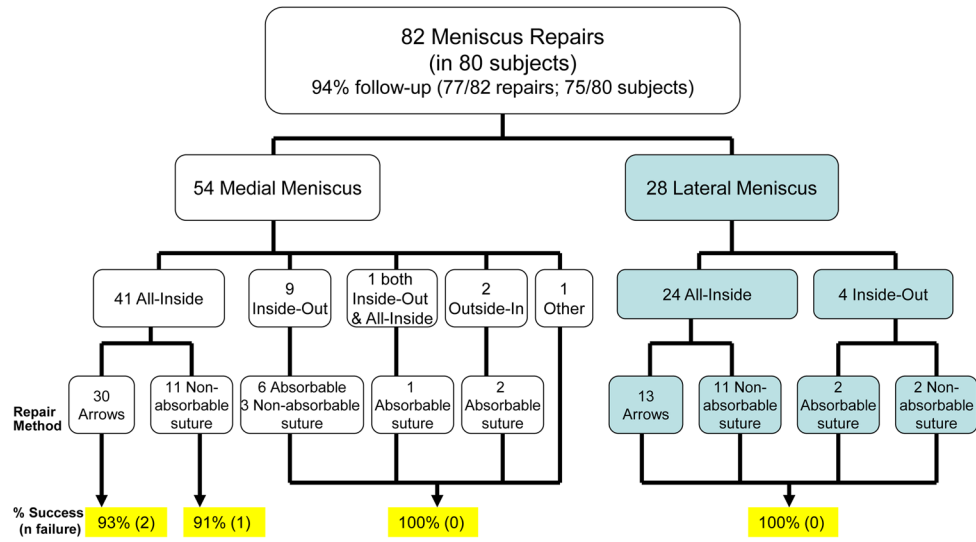 82 Meniscus Repairs
(in 80 subjects)
94% follow-up (77/82 repairs; 75/80 subjects)
54 Medial Meniscus
28 Lateral Meniscus
41 All-Inside
9
Inside-Out
1 both
Inside-Out
& All-Inside
2
Outside-In
1
Other
24 All-Inside
4 Inside-Out
Repair
Method
30
Arrows
11 Non-
absorbable
suture
6 Absorbable
3 Non-absorbable
suture
1
Absorbable
suture
2
Absorbable
suture
13
Arrows
11 Non-
absorbable
suture
2
Absorbable
suture
2 Non-
absorbable
suture
% Success
(n failure)
93% (2)
91% (1)
100% (0)
100% (0)